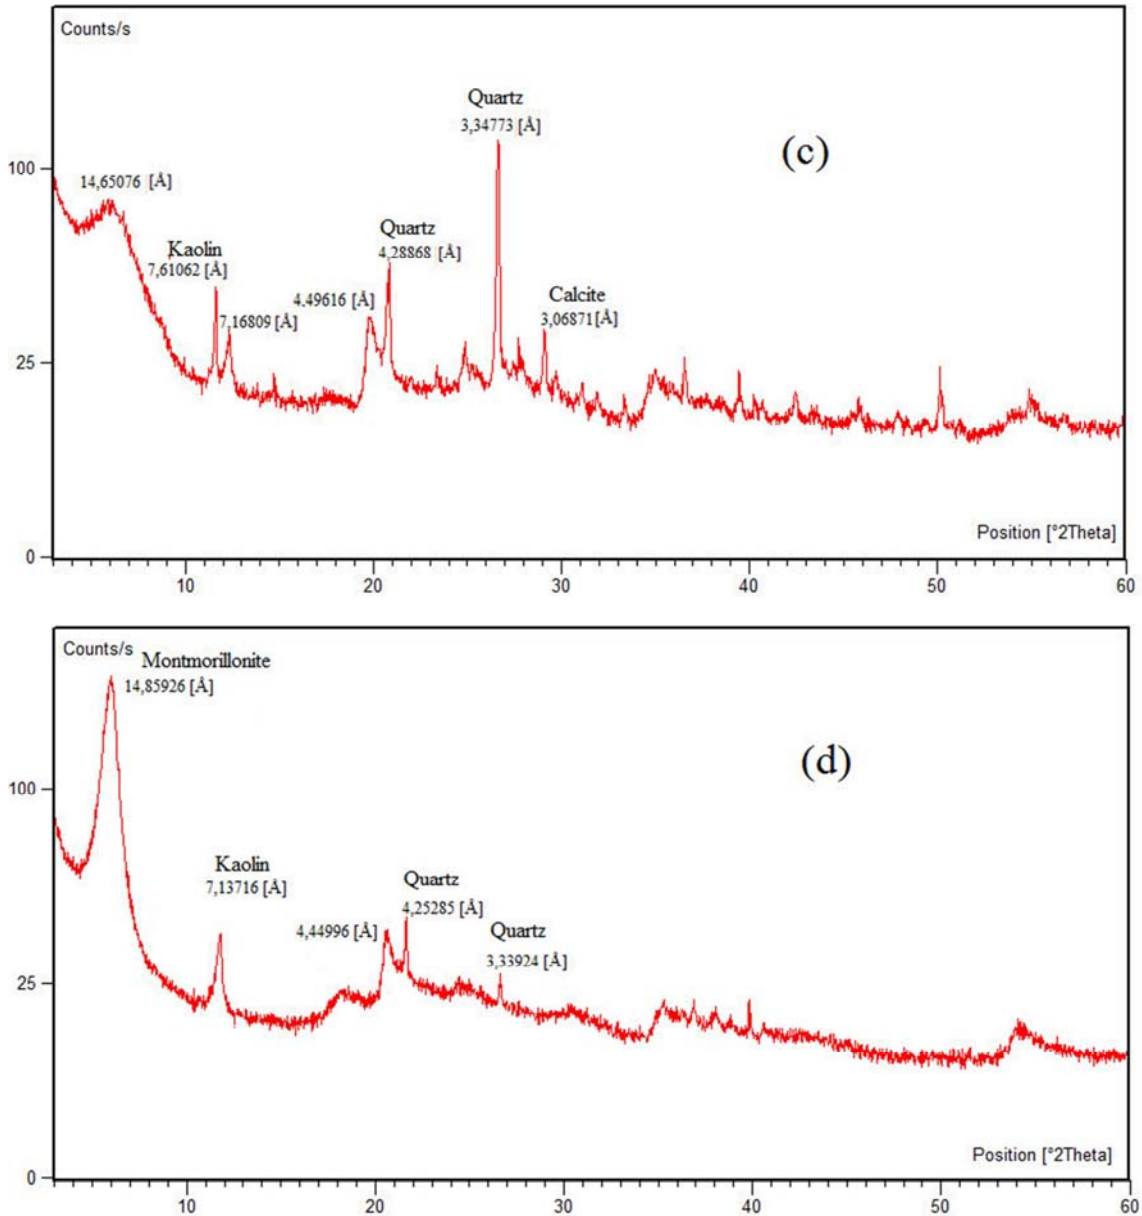 Counts/s
Quartz
3,34773 [Å]
(c)
100
14,65076 [Å]
Quartz
4,28868 [Å]
Kaolin
7,61062 [Å]
4,49616 [Å]
Calcite
3,06871 [Å]
7,16809 [Å]
25
Position [°2Theta]
0
10 20 30 40 50 60
Counts/s
Montmorillonite
14,85926 [Å]
(d)
100
Kaolin
7,13716 [Å]
Quartz
4,25285 [Å]
4,44996 [Å]
Quartz
3,33924 [Å]
25
Position [°2Theta]
0
10 20 30 40 50 60